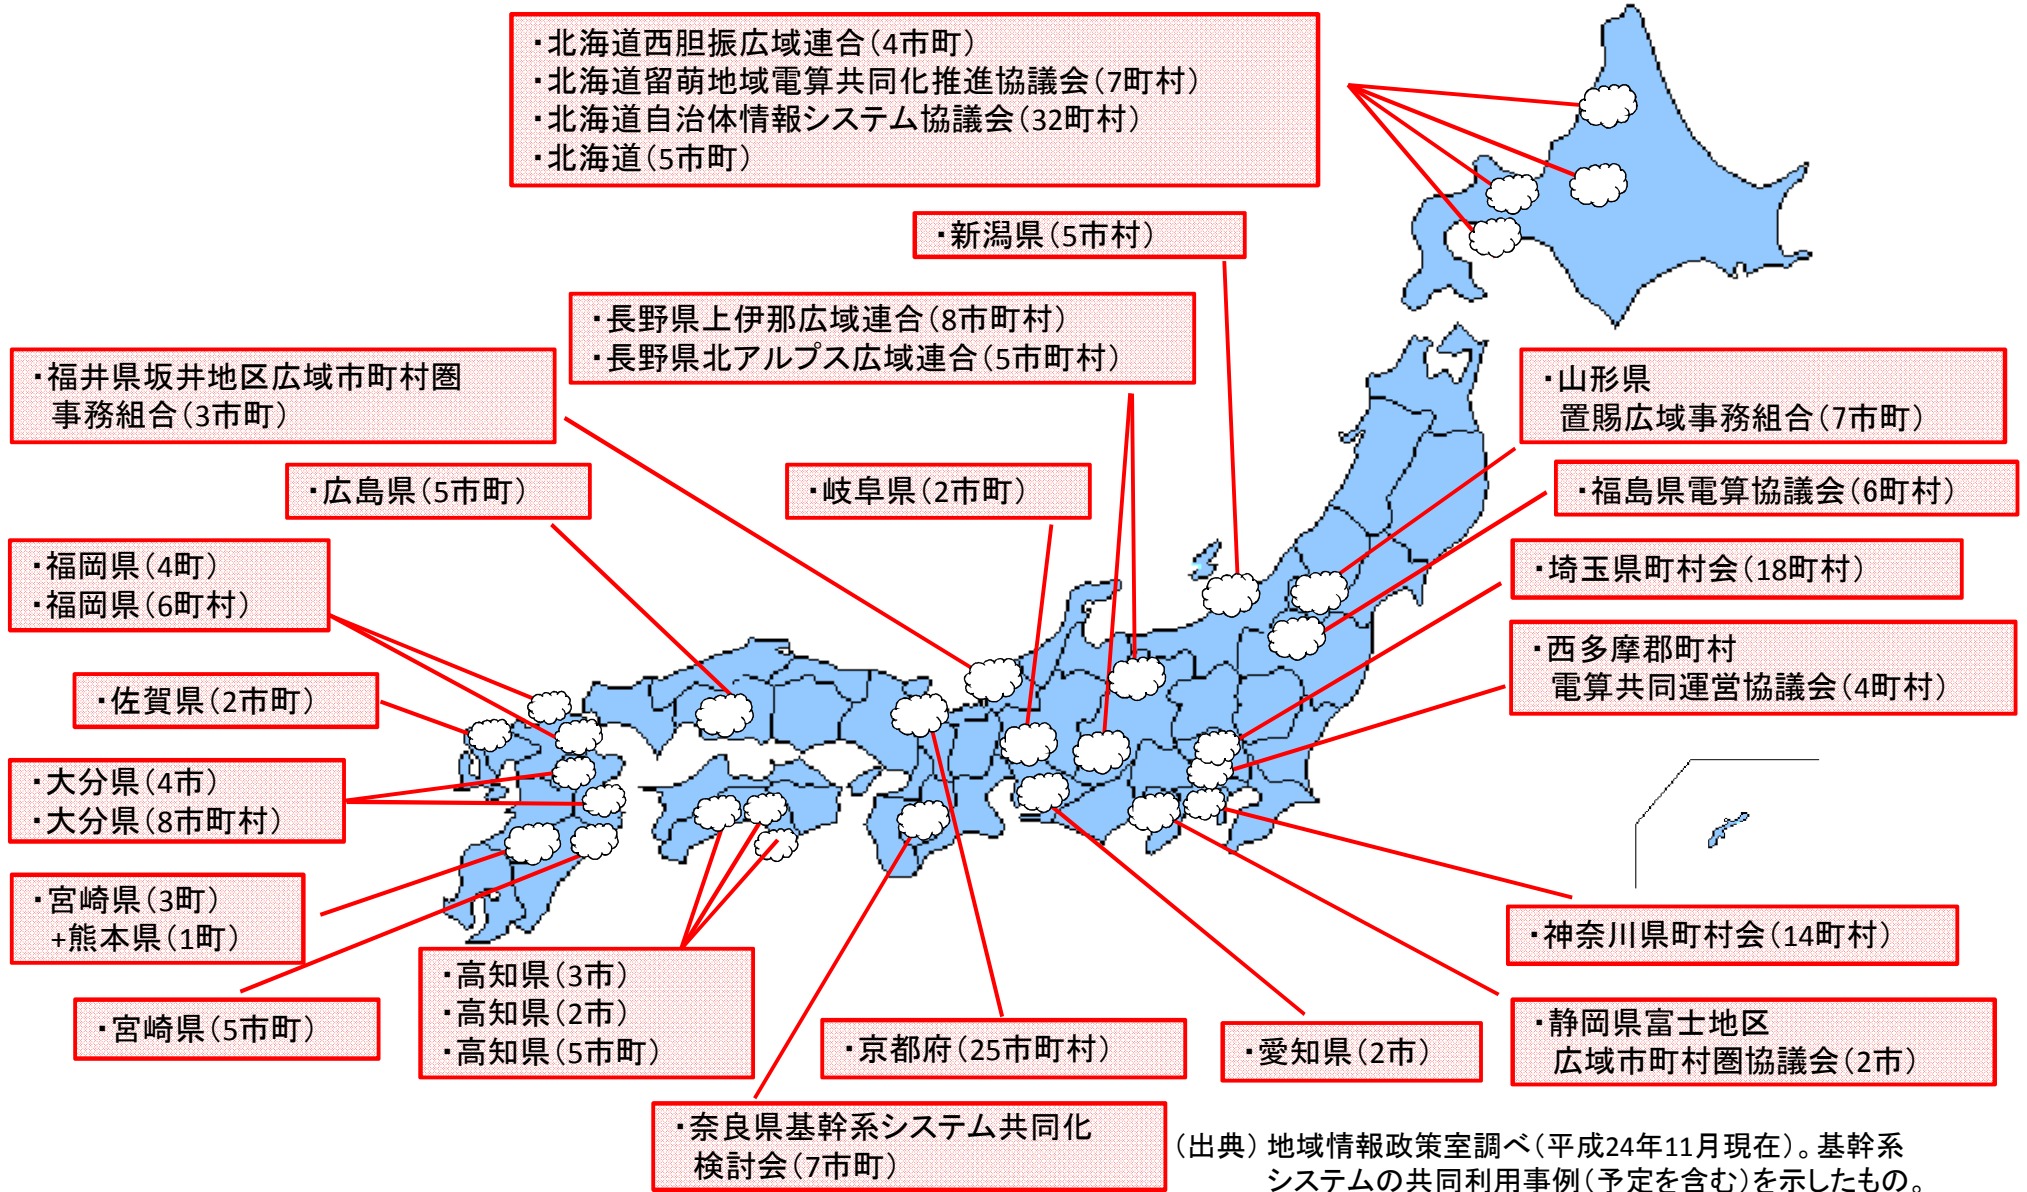 ・北海道西胆振広域連合（4市町）
・北海道留萌地域電算共同化推進協議会（7町村）
・北海道自治体情報システム協議会（32町村）
・北海道（5市町）
・新潟県（5市村）
・長野県上伊那広域連合（8市町村）
・長野県北アルプス広域連合（5市町村）
・福井県坂井地区広域市町村圏
事務組合（3市町）
・山形県
置賜広域事務組合（7市町）
・広島県（5市町）
・岐阜県（2市町）
・福島県電算協議会（6町村）
・福岡県（4町）
・福岡県（6町村）
・埼玉県町村会（18町村）
・西多摩郡町村
電算共同運営協議会（4町村）
・佐賀県（2市町）
・大分県（4市）
・大分県（8市町村）
・宮崎県（3町）
+熊本県（1町）
・神奈川県町村会（14町村）
・高知県（3市）
・高知県（2市）
・高知県（5市町）
・宮崎県（5市町）
・京都府（25市町村）
・愛知県（2市）
・静岡県富士地区
広域市町村圏協議会（2市）
・奈良県基幹系システム共同化
検討会（7市町）
（出典）地域情報政策室調べ（平成24年11月現在）。基幹系
システムの共同利用事例（予定を含む）を示したもの。